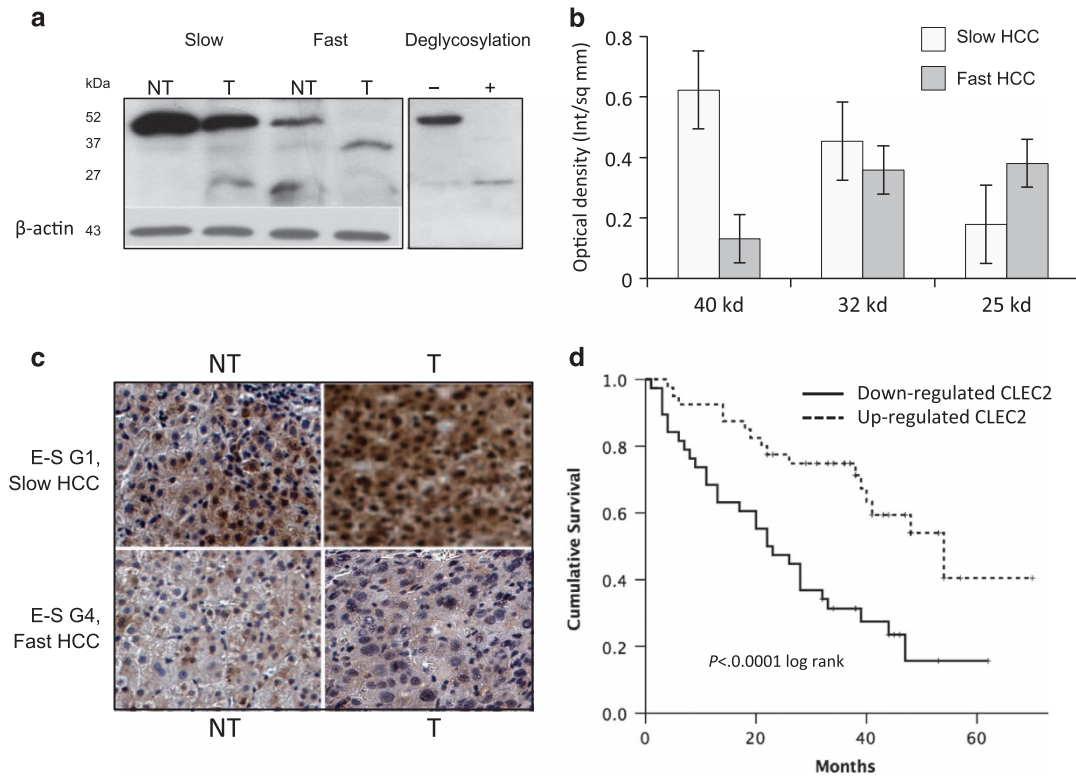 a
Slow Fast Deglycosylation
kDa NT T NT T – +
52
37
27
β-actin 43
b
Optical density (Int/sq mm)
0.8
0.6
0.4
0.2
0
Slow HCC
Fast HCC
40 kd 32 kd 25 kd
c
NT T
E-S G1,
Slow HCC
E-S G4,
Fast HCC
NT T
d
Cumulative Survival
1.0
0.8
0.6
0.4
0.2
0.0
Down-regulated CLEC2
Up-regulated CLEC2
P<.0.0001 log rank
0 20 40 60
Months